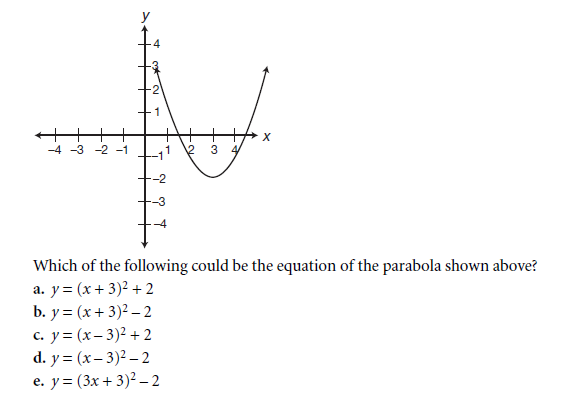 y
4
3
2
1
x
-4 -3 -2 -1 1 2 3 4
-1
-2
-3
-4
Which of the following could be the equation of the parabola shown above?
a. y = (x + 3)² + 2
b. y = (x + 3)² – 2
c. y = (x – 3)² + 2
d. y = (x – 3)² – 2
e. y = (3x + 3)² – 2